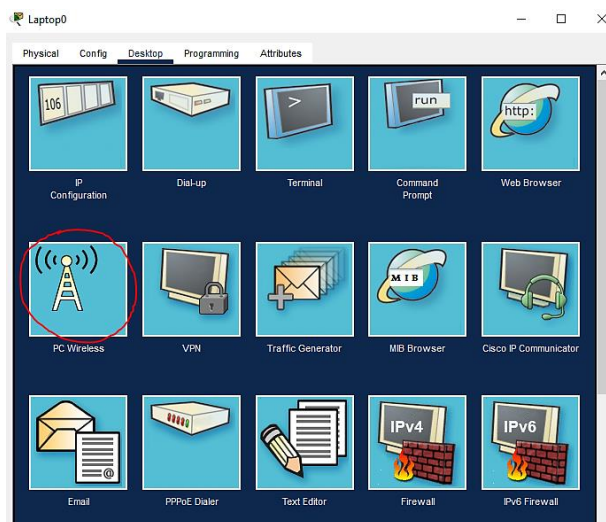 Laptop0
Physical Config Desktop Programming Attributes
106
>
run
http:
IP
Configuration
Dial-up
Terminal
Command
Prompt
Web Browser
MIB
PC Wireless
VPN
Traffic Generator
MIB Browser
Cisco IP Communicator
@
IPv4
IPv6
Email
PPPoE Dialer
Text Editor
Firewall
IPv6 Firewall